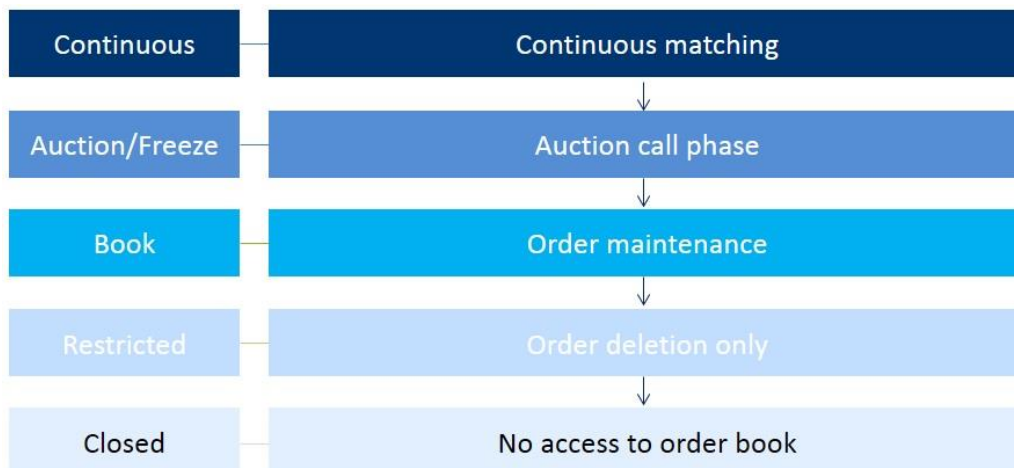 Continuous
Continuous matching
Auction/Freeze
Auction call phase
Book
Order maintenance
Restricted
Order deletion only
Closed
No access to order book